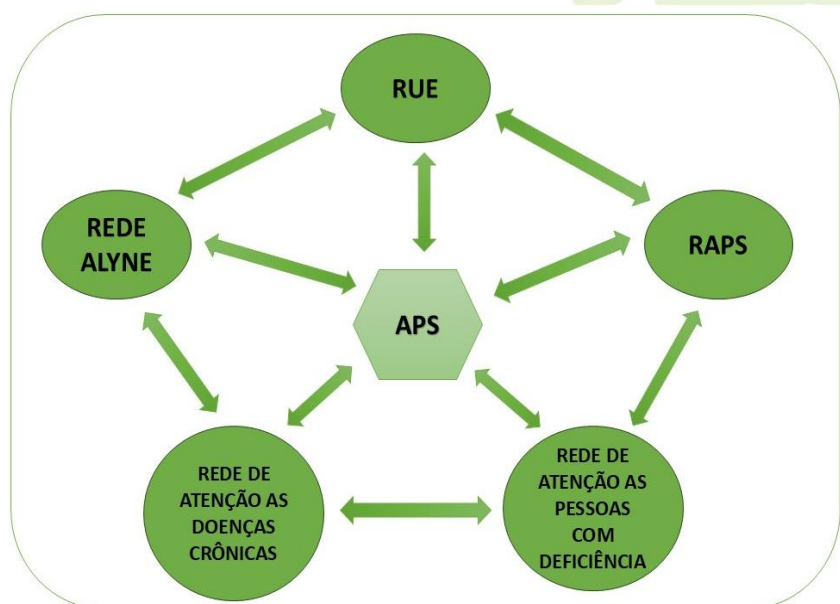 RUE
REDE
ALYNE
RAPS
APS
REDE DE
ATENÇÃO AS
DOENÇAS
CRÔNICAS
REDE DE
ATENÇÃO AS
PESSOAS
COM
DEFICIÊNCIA